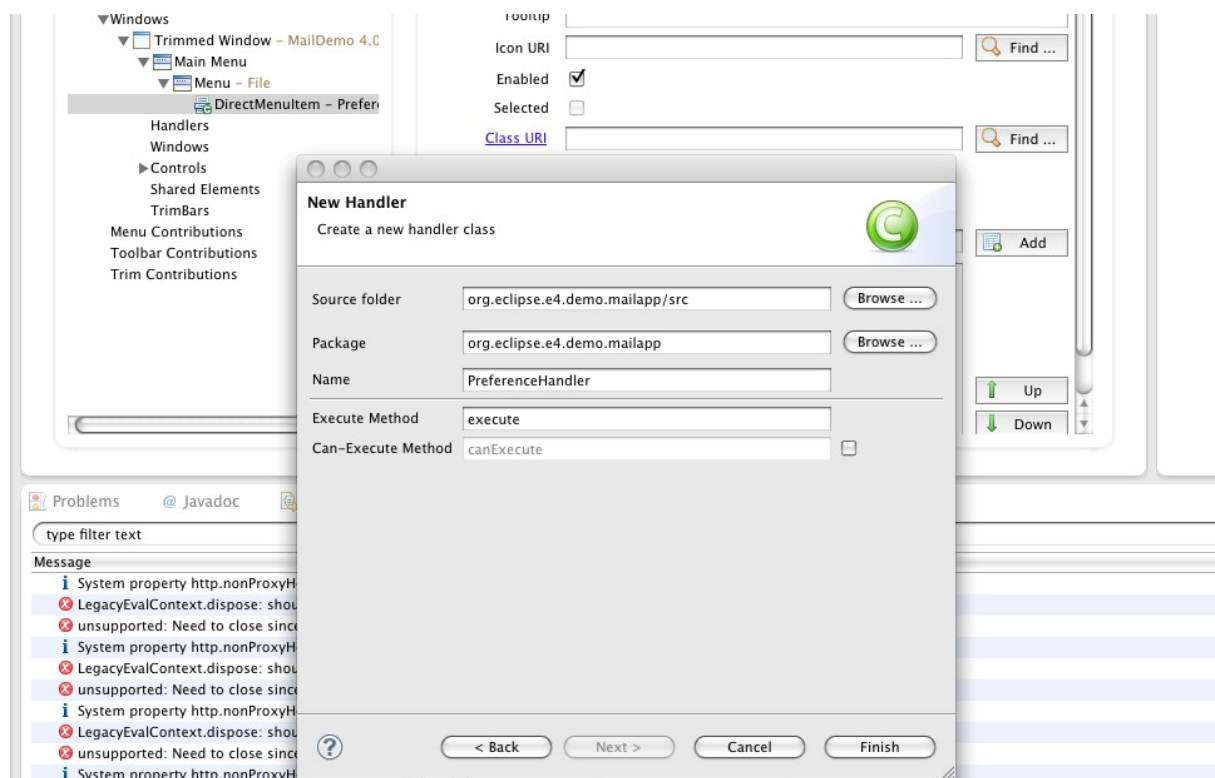 Windows
Tooltip
Trimmed Window – MailDemo 4.0
Icon URI
Find ...
Main Menu
Menu – File
Enabled
DirectMenuItem – Prefer
Selected
Handlers
Class URI
Find ...
Windows
Controls
Shared Elements
TrimBars
Menu Contributions
Toolbar Contributions
Trim Contributions
Add
Up
Down
New Handler
Create a new handler class
C
Source folder
org.eclipse.e4.demo.mailapp/src
Browse ...
Package
org.eclipse.e4.demo.mailapp
Browse ...
Name
PreferenceHandler
Execute Method
execute
Can-Execute Method
canExecute
? < Back Next > Cancel Finish
Problems @ Javadoc
type filter text
Message
i System property http.nonProxyH
LegacyEvalContext.dispose: shou
unsupported: Need to close since
i System property http.nonProxyH
LegacyEvalContext.dispose: shou
unsupported: Need to close since
i System property http.nonProxyH
LegacyEvalContext.dispose: shou
unsupported: Need to close since
i System property http.nonProxyH